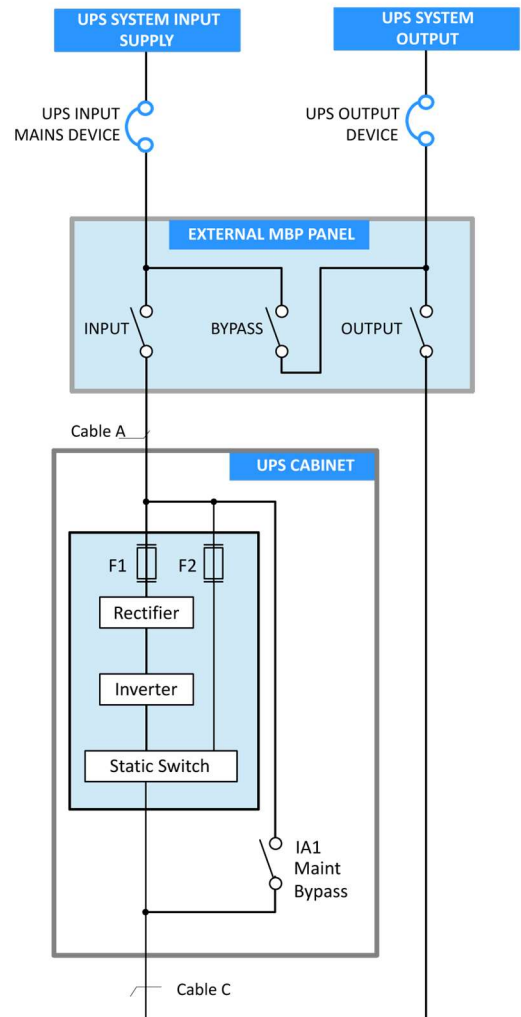 UPS SYSTEM INPUT
SUPPLY
UPS SYSTEM
OUTPUT
UPS INPUT
MAINS DEVICE
UPS OUTPUT
DEVICE
EXTERNAL MBP PANEL
INPUT
BYPASS
OUTPUT
Cable A
UPS CABINET
F1
F2
Rectifier
Inverter
Static Switch
IA1
Maint
Bypass
Cable C